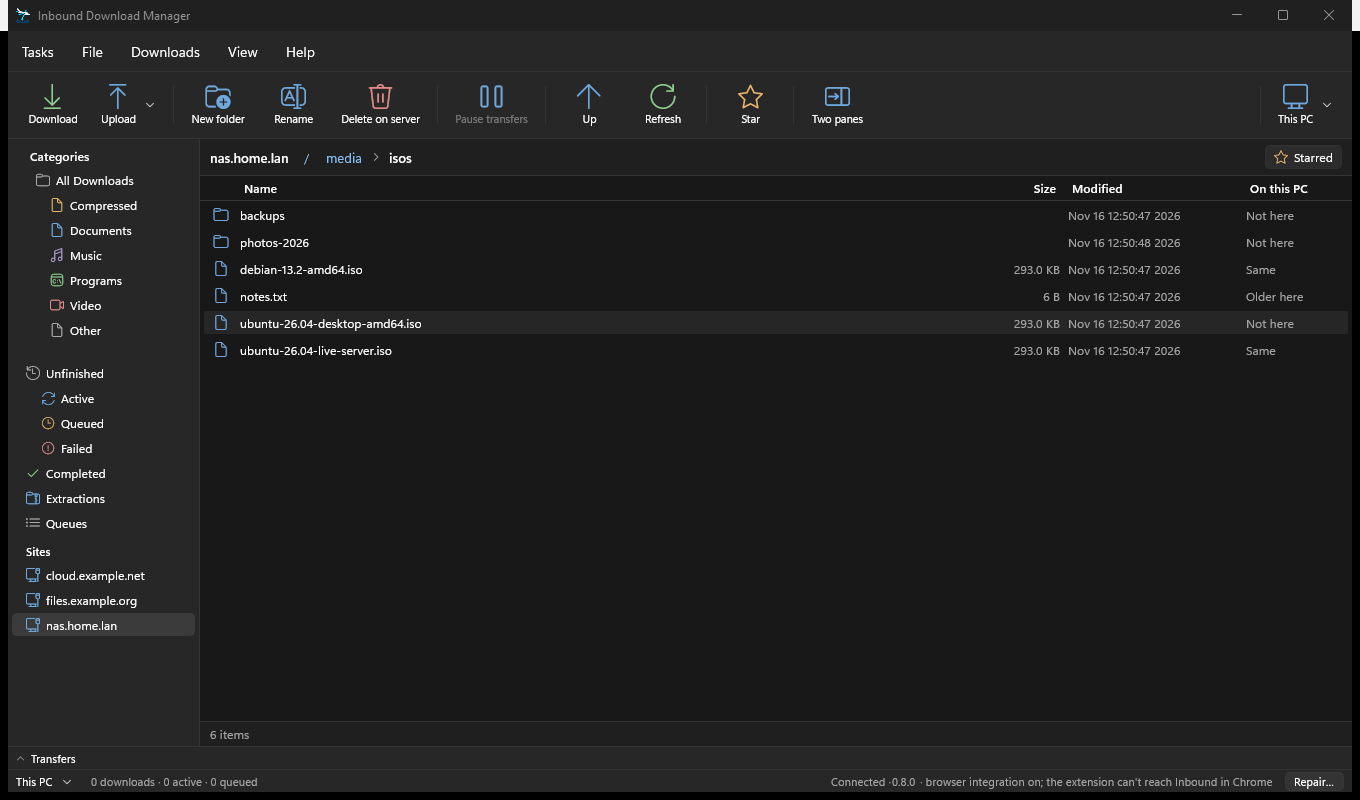 Inbound Download Manager
Tasks File Downloads View Help
Download Upload New folder Rename Delete on server Pause transfers Up Refresh Star Two panes This PC
Categories
All Downloads
Compressed
Documents
Music
Programs
Video
Other
Unfinished
Active
Queued
Failed
Completed
Extractions
Queues
Sites
cloud.example.net
files.example.org
nas.home.lan
nas.home.lan / media > isos Starred
Name Size Modified On this PC
backups Nov 16 12:50:47 2026 Not here
photos-2026 Nov 16 12:50:48 2026 Not here
debian-13.2-amd64.iso 293.0 KB Nov 16 12:50:47 2026 Same
notes.txt 6 B Nov 16 12:50:47 2026 Older here
ubuntu-26.04-desktop-amd64.iso 293.0 KB Nov 16 12:50:47 2026 Not here
ubuntu-26.04-live-server.iso 293.0 KB Nov 16 12:50:47 2026 Same
6 items
Transfers
This PC 0 downloads · 0 active · 0 queued Connected ·0.8.0 · browser integration on; the extension can't reach Inbound in Chrome Repair...